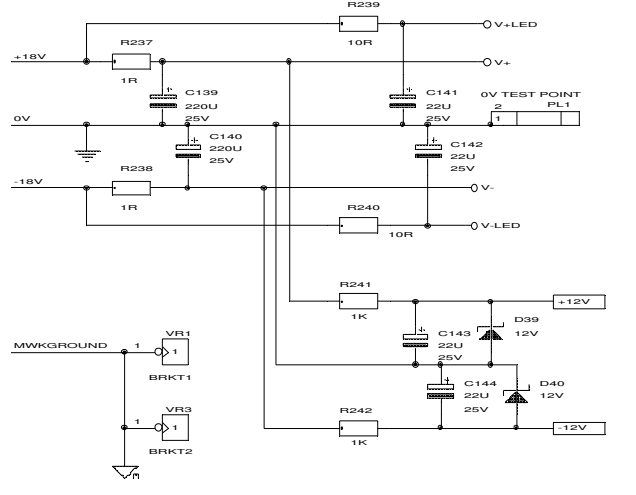 R239
V+LED
R237
10R
+18V
V+
1R
C139
220U
25V
C141
22U
25V
0V TEST POINT
2 PL1
1
0V
C140
220U
25V
C142
22U
25V
R238
-18V
V-
1R
R240
V-LED
10R
R241
+12V
1K
D39
12V
C143
22U
25V
VR1
MWKGROUND
1
1
BRKT1
C144
22U
25V
D40
12V
VR3
1
1
BRKT2
R242
-12V
1K